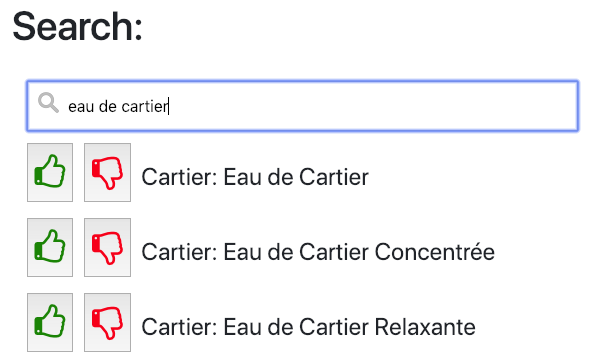 Search:
eau de cartier
Cartier: Eau de Cartier
Cartier: Eau de Cartier Concentrée
Cartier: Eau de Cartier Relaxante